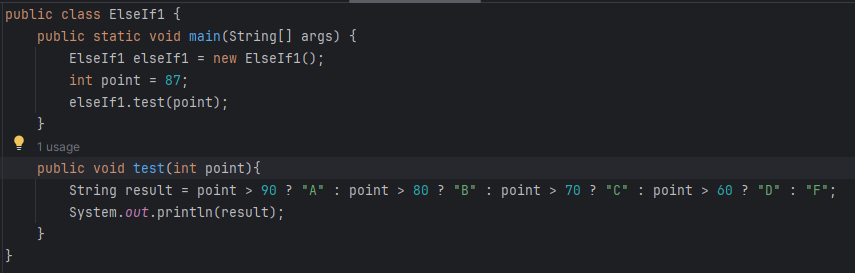 public class ElseIf1 {
    public static void main(String[] args) {
        ElseIf1 elseIf1 = new ElseIf1();
        int point = 87;
        elseIf1.test(point);
    }
    1 usage
    public void test(int point){
        String result = point > 90 ? "A" : point > 80 ? "B" : point > 70 ? "C" : point > 60 ? "D" : "F";
        System.out.println(result);
    }
}